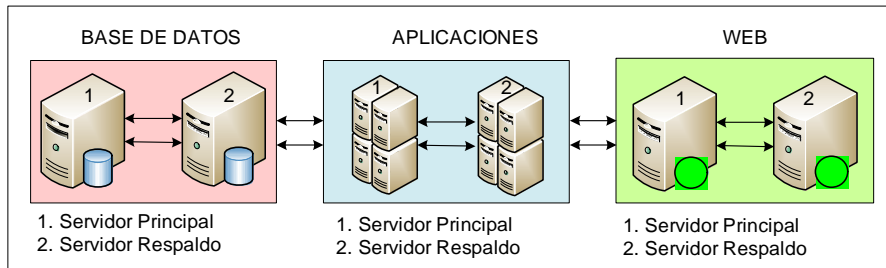 BASE DE DATOS
APLICACIONES
WEB
1
2
1
2
1
2
1. Servidor Principal
2. Servidor Respaldo
1. Servidor Principal
2. Servidor Respaldo
1. Servidor Principal
2. Servidor Respaldo